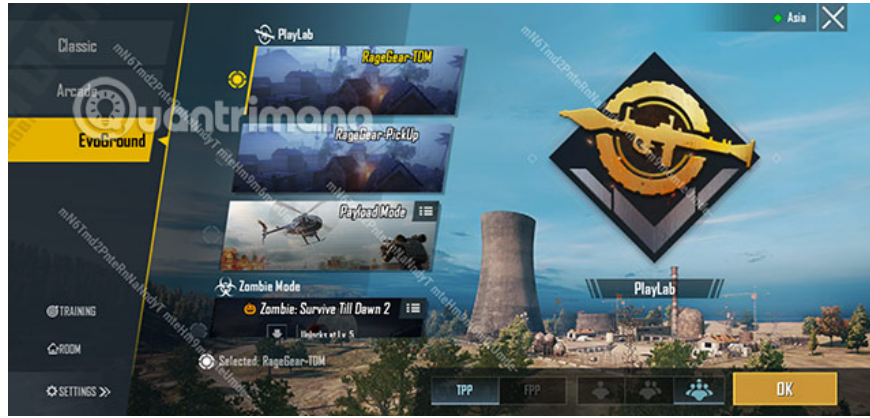 Classic
Arcade
EvoGround
TRAINING
ROOM
SETTINGS
PlayLab
RageGear-TDM
RageGear-PickUp
Payload Mode
Zombie Mode
Zombie: Survive Till Dawn 2
Unlocks at Lv. 5
Selected: RageGear-TDM
Asia
PlayLab
TPP
FPP
OK
Quantrimang